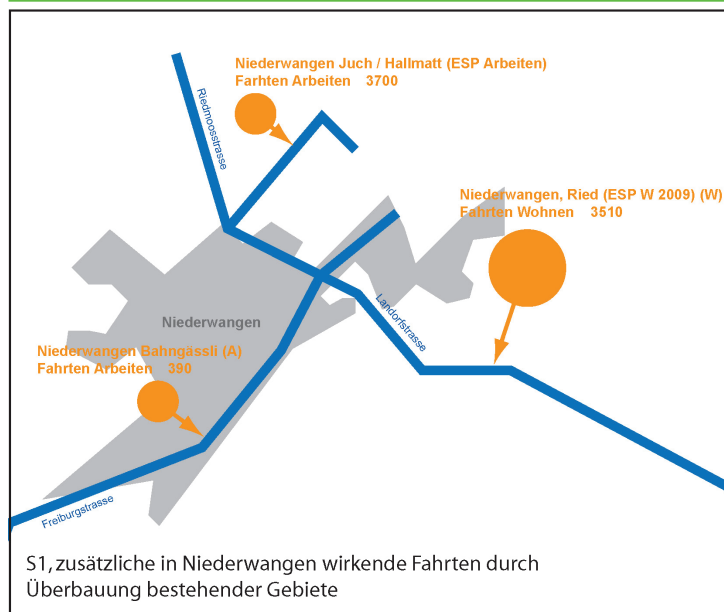 Niederwangen Juch / Hallmatt (ESP Arbeiten)
Farhten Arbeiten 3700
Riedmoosstrasse
Niederwangen, Ried (ESP W 2009) (W)
Fahrten Wohnen 3510
Landorfstrasse
Niederwangen
Niederwangen Bahngässli (A)
Fahrten Arbeiten 390
Freiburgstrasse
S1, zusätzliche in Niederwangen wirkende Fahrten durch
Überbauung bestehender Gebiete